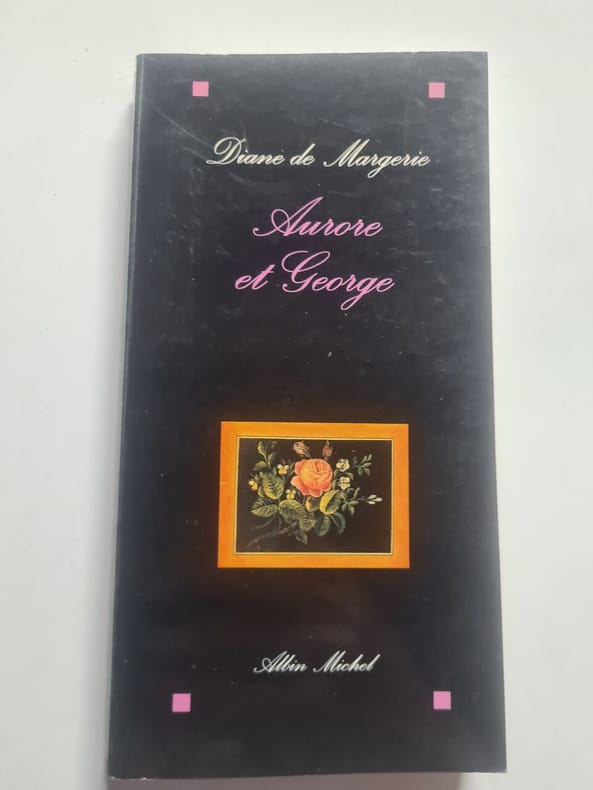 Diane de Margerie
Aurore
et George
Albin Michel